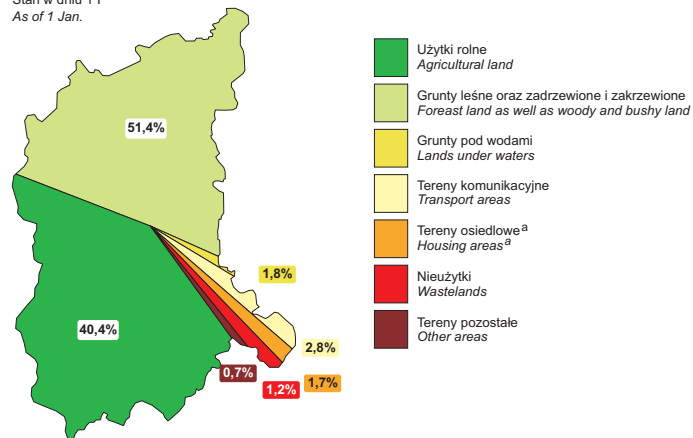 As of 1 Jan.
51,4%
40,4%
1,8%
2,8%
0,7%
1,2%
1,7%
Użytki rolne
Agricultural land
Grunty leśne oraz zadrzewione i zakrzewione
Foreast land as well as woody and bushy land
Grunty pod wodami
Lands under waters
Tereny komunikacyjne
Transport areas
Tereny osiedlowe a
Housing areas a
Nieużytki
Wastelands
Tereny pozostałe
Other areas